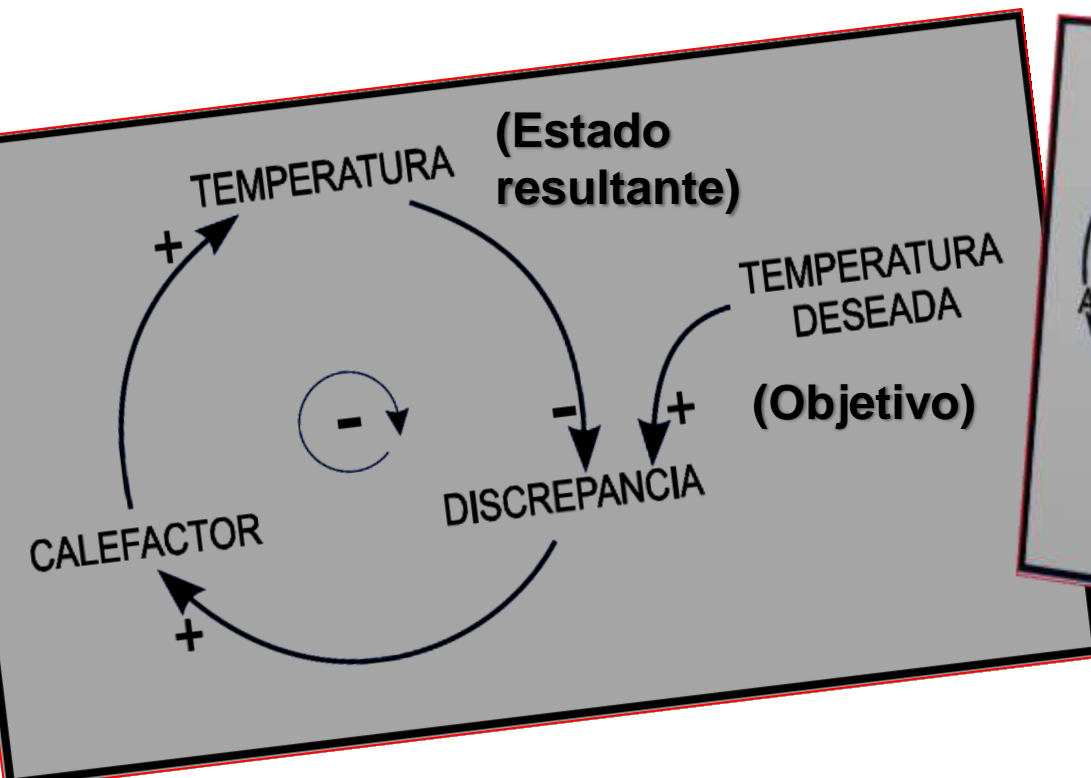 TEMPERATURA
(Estado
resultante)
+
TEMPERATURA
DESEADA
-
-
+
(Objetivo)
DISCREPANCIA
CALEFACTOR
+